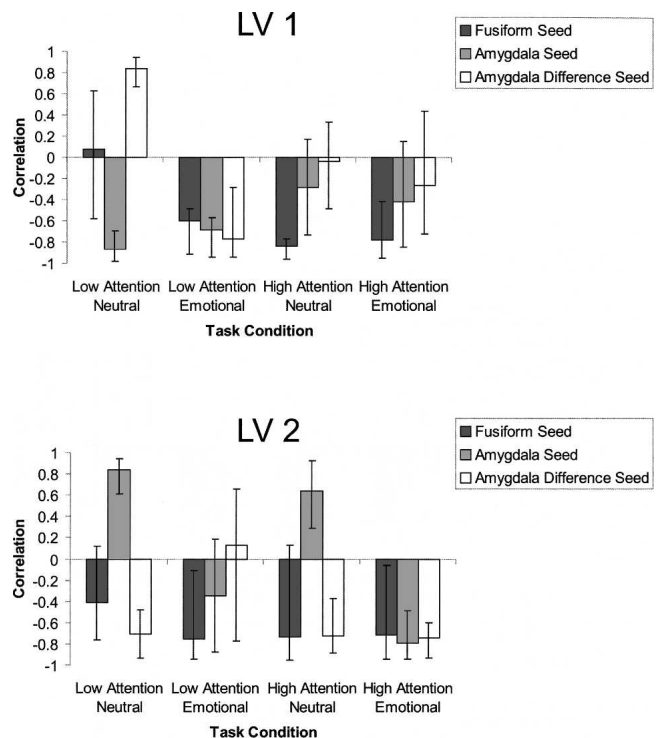 LV 1
Fusiform Seed
Amygdala Seed
Amygdala Difference Seed
1
0.8
0.6
0.4
0.2
0
-0.2
-0.4
-0.6
-0.8
-1
Correlation
Low Attention Low Attention High Attention High Attention
Neutral Emotional Neutral Emotional
Task Condition
LV 2
Fusiform Seed
Amygdala Seed
Amygdala Difference Seed
1
0.8
0.6
0.4
0.2
0
-0.2
-0.4
-0.6
-0.8
-1
Correlation
Low Attention Low Attention High Attention High Attention
Neutral Emotional Neutral Emotional
Task Condition